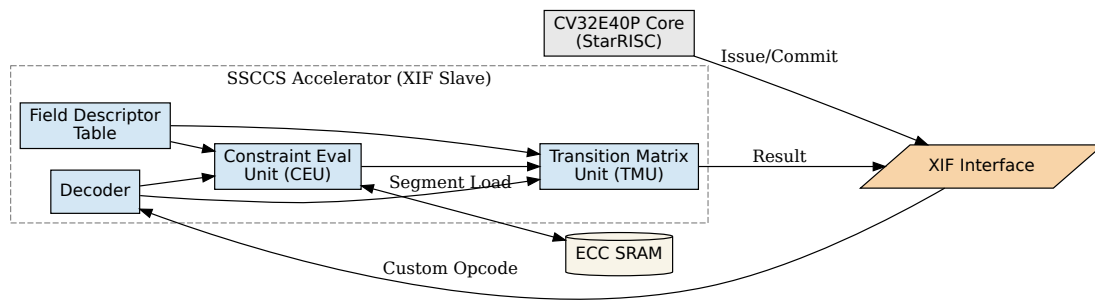 CV32E40P Core
(StarRISC)
Issue/Commit
SSCCS Accelerator (XIF Slave)
Field Descriptor
Table
Constraint Eval
Unit (CEU)
Transition Matrix
Unit (TMU)
Result
XIF Interface
Decoder
Segment Load
ECC SRAM
Custom Opcode